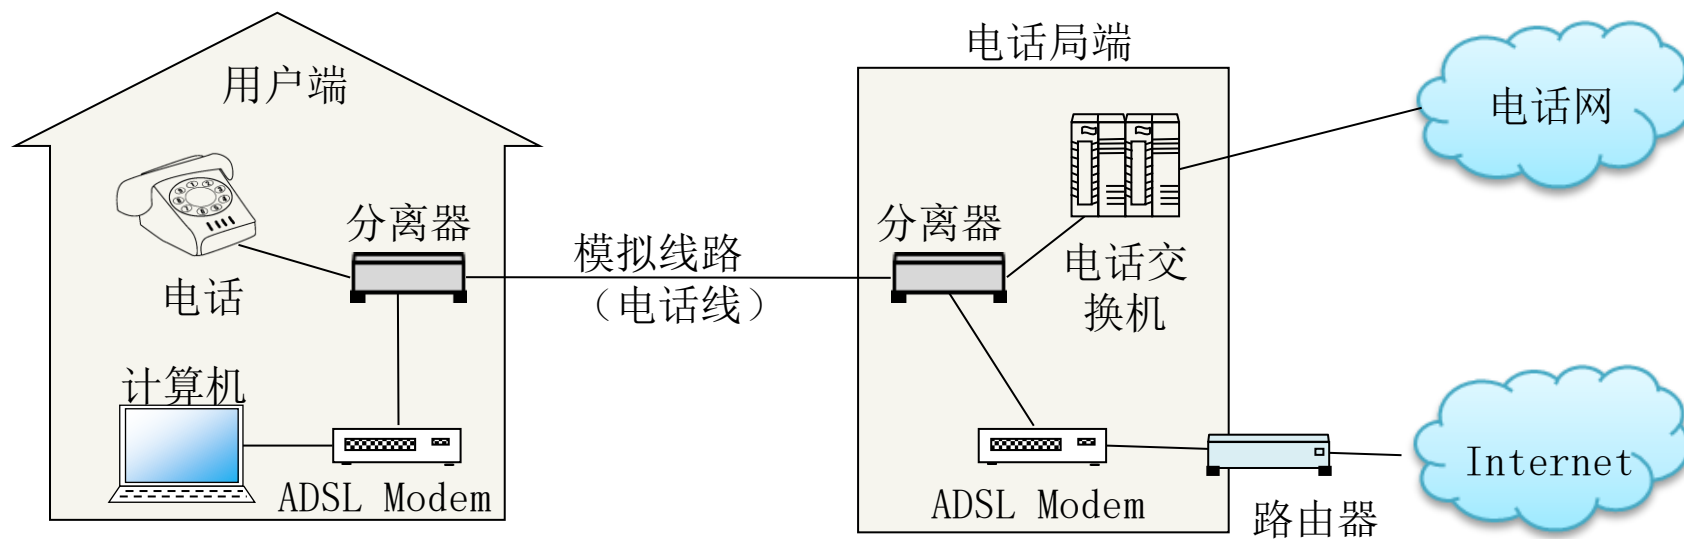 用户端
电话
分离器
计算机
ADSL Modem
模拟线路
（电话线）
电话局端
分离器
电话交
换机
ADSL Modem
路由器
电话网
Internet